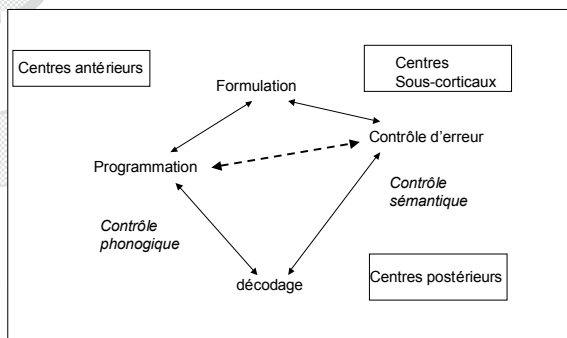 Centres antérieurs
Centres
Sous-corticaux
Formulation
Contrôle d'erreur
Programmation
Contrôle
sémantique
Contrôle
phonogique
Centres postérieurs
décodage